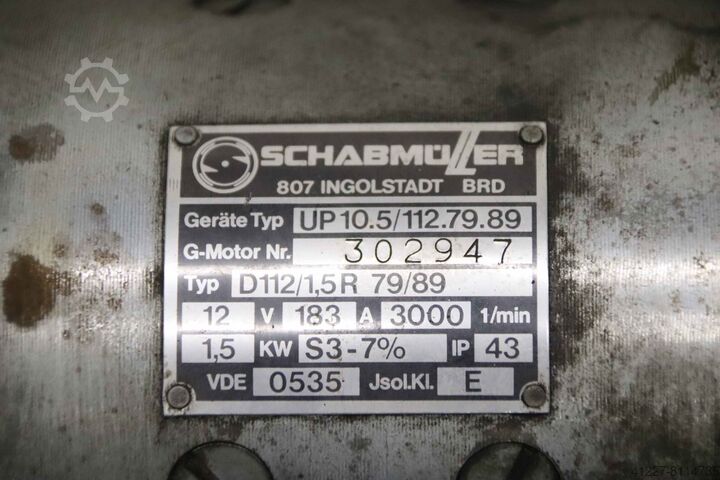 SCHABMÜLLER
807 INGOLSTADT BRD
Geräte Typ UP 10.5/112.79.89
G-Motor Nr. 302947
Typ D112/1,5R 79/89
12 V 183 A 3000 1/min
1,5 KW S3-7% IP 43
VDE 0535 Jsol.Kl. E